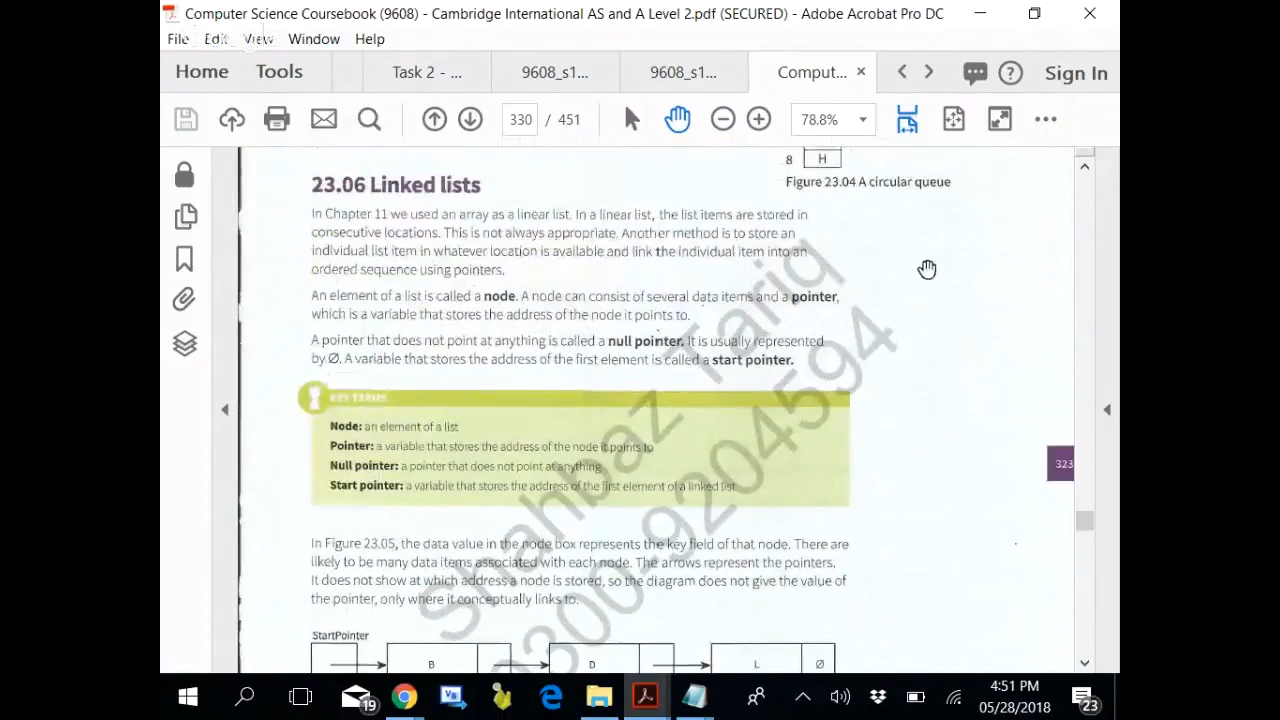 Computer Science Coursebook (9608) - Cambridge International AS and A Level 2.pdf (SECURED) - Adobe Acrobat Pro DC
File Edit View Window Help
Home Tools Task 2 - ... 9608_s1... 9608_s1... Comput... × Sign In
330 / 451 78.8%
8 H
Figure 23.04 A circular queue
23.06 Linked lists
In Chapter 11 we used an array as a linear list. In a linear list, the list items are stored in
consecutive locations. This is not always appropriate. Another method is to store an
individual list item in whatever location is available and link the individual item into an
ordered sequence using pointers.
An element of a list is called a node. A node can consist of several data items and a pointer,
which is a variable that stores the address of the node it points to.
A pointer that does not point at anything is called a null pointer. It is usually represented
by Ø. A variable that stores the address of the first element is called a start pointer.
KEY TERMS
Node: an element of a list
Pointer: a variable that stores the address of the node it points to
Null pointer: a pointer that does not point at anything
Start pointer: a variable that stores the address of the first element of a linked list
323
In Figure 23.05, the data value in the node box represents the key field of that node. There are
likely to be many data items associated with each node. The arrows represent the pointers.
It does not show at which address a node is stored, so the diagram does not give the value of
the pointer, only where it conceptually links to.
StartPointer
B D L Ø
Shahbaz Tariq
0300-9204594
19 4:51 PM
05/28/2018 23